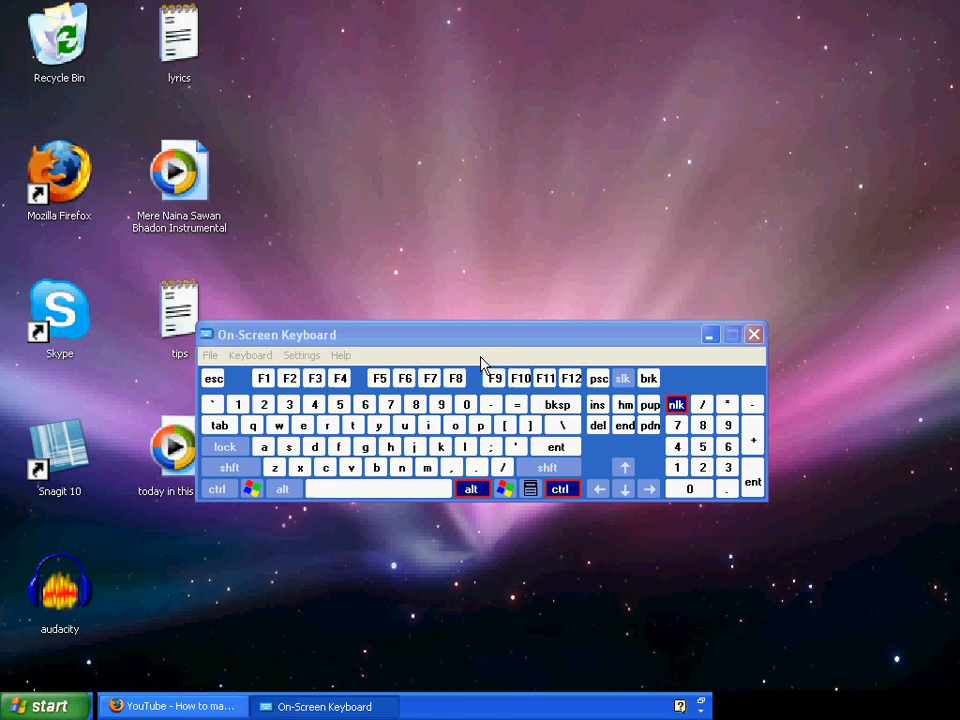 Recycle Bin
lyrics
Mozilla Firefox
Mere Naina Sawan
Bhadon Instrumental
Skype
tips
Snagit 10
today in this
audacity
On-Screen Keyboard
File Keyboard Settings Help
esc F1 F2 F3 F4 F5 F6 F7 F8 F9 F10 F11 F12 psc slk brk
` 1 2 3 4 5 6 7 8 9 0 - = bksp ins hm pup nlk / * -
tab q w e r t y u i o p [ ] \ del end pdn 7 8 9 +
lock a s d f g h j k l ; ' ent 4 5 6
shft z x c v b n m , . / shft ↑ 1 2 3 ent
ctrl alt alt ctrl ← ↓ → 0 .
start YouTube - How to ma... On-Screen Keyboard ?